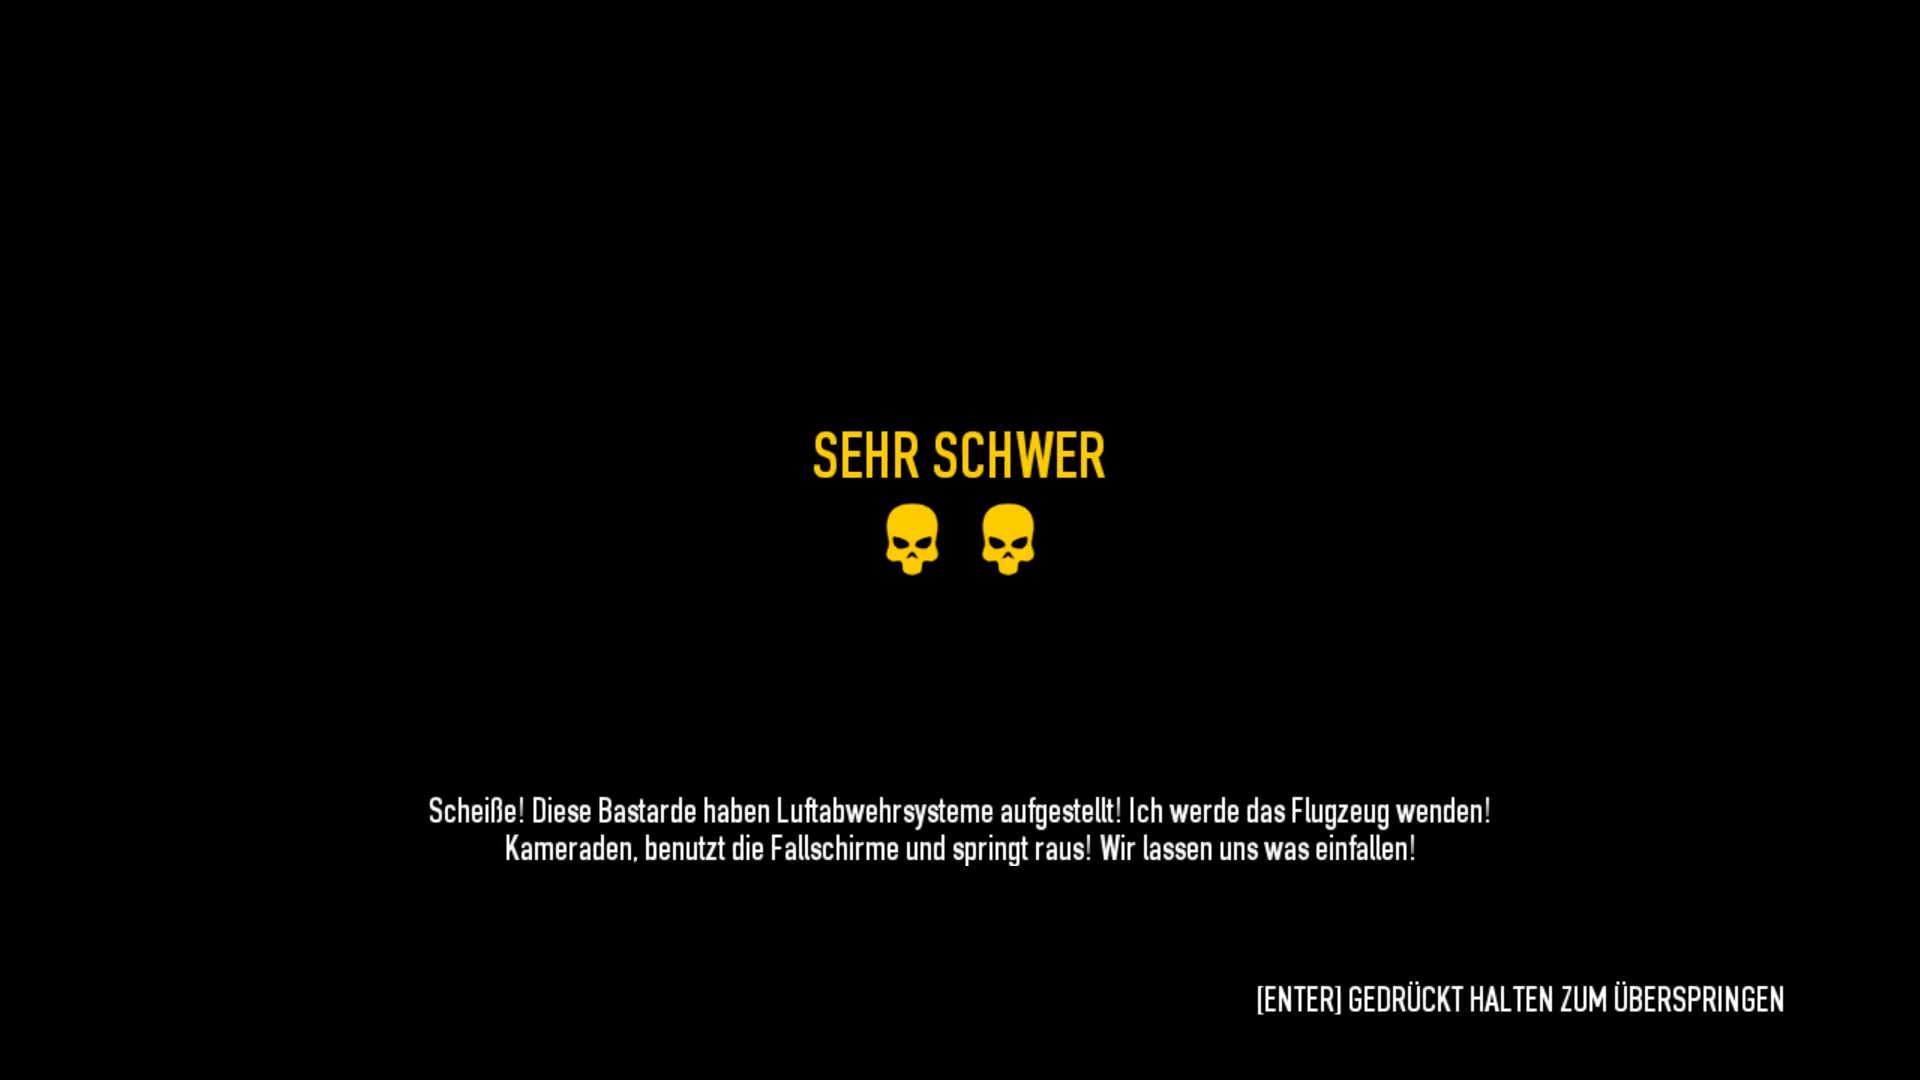 SEHR SCHWER
Scheiße! Diese Bastarde haben Luftabwehrsysteme aufgestellt! Ich werde das Flugzeug wenden!
Kameraden, benutzt die Fallschirme und springt raus! Wir lassen uns was einfallen!
[ENTER] GEDRÜCKT HALTEN ZUM ÜBERSPRINGEN